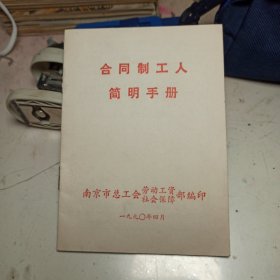 合同制工人
简明手册
南京市总工会劳动工资社会保障部编印
一九九〇年四月